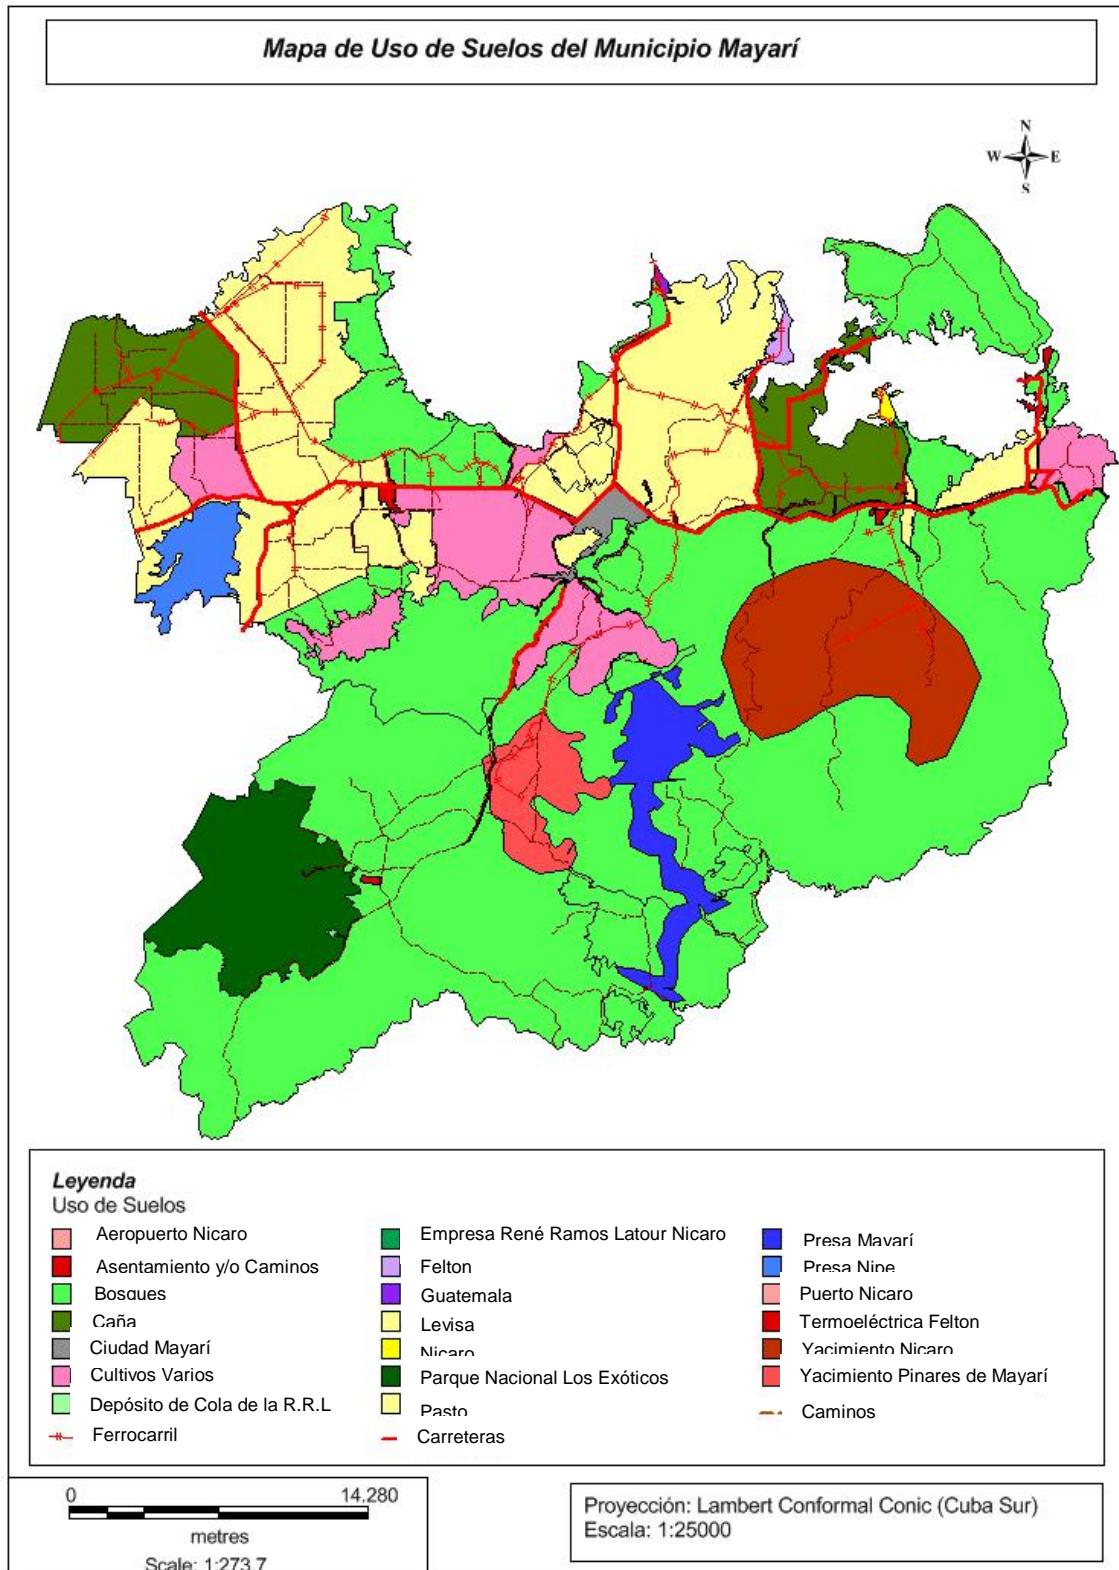 Mapa de Uso de Suelos del Municipio Mayarí
N
W E
S
Leyenda
Uso de Suelos
Aeropuerto Nicaro
Asentamiento y/o Caminos
Bosques
Caña
Ciudad Mayarí
Cultivos Varios
Depósito de Cola de la R.R.L
Ferrocarril
Empresa René Ramos Latour Nicaro
Felton
Guatemala
Levisa
Nicaro
Parque Nacional Los Exóticos
Pasto
Carreteras
Presa Mayarí
Presa Nipe
Puerto Nicaro
Termoeléctrica Felton
Yacimiento Nicaro
Yacimiento Pinares de Mayarí
Caminos
0 14.280
metres
Scale: 1:273.7
Proyección: Lambert Conformal Conic (Cuba Sur)
Escala: 1:25000